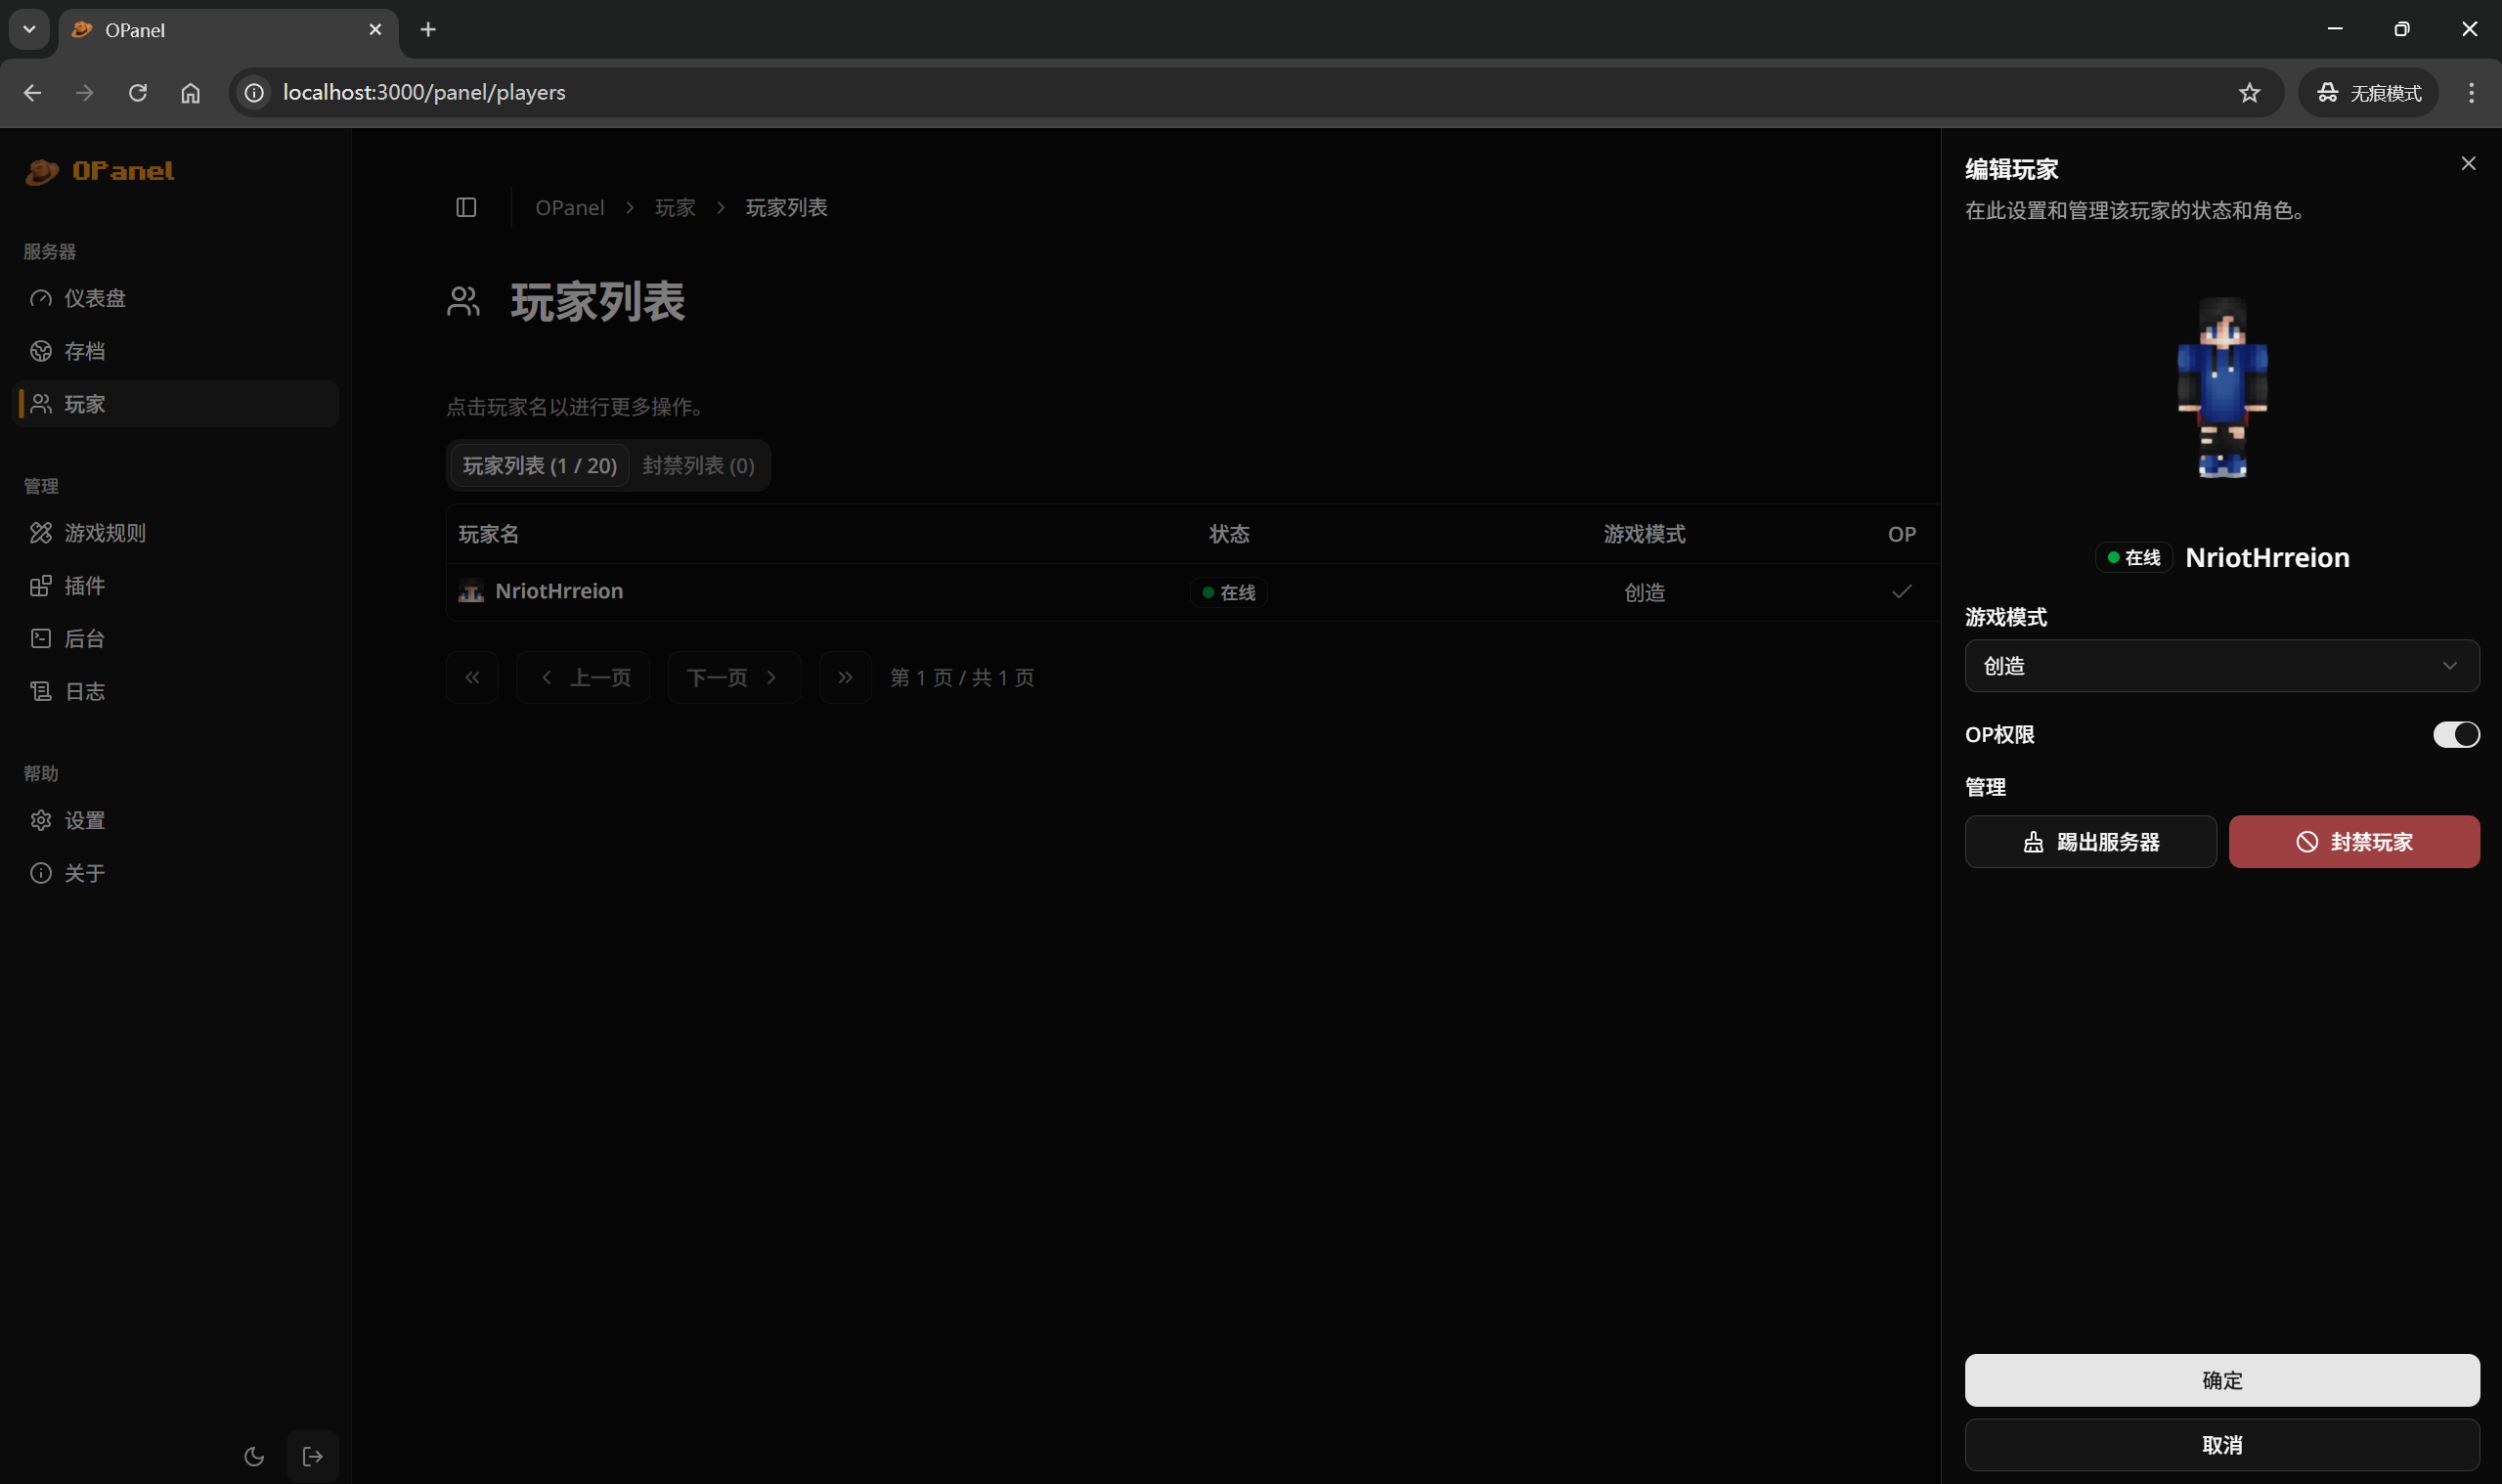 OPanel
localhost:3000/panel/players
无痕模式
OPanel
服务器
仪表盘
存档
玩家
管理
游戏规则
插件
后台
日志
帮助
设置
关于
OPanel > 玩家 > 玩家列表
玩家列表
点击玩家名以进行更多操作。
玩家列表 (1 / 20) 封禁列表 (0)
玩家名 状态 游戏模式 OP
NriotHrreion 在线 创造
上一页 下一页 第 1 页 / 共 1 页
编辑玩家
在此设置和管理该玩家的状态和角色。
在线 NriotHrreion
游戏模式
创造
OP权限
管理
踢出服务器 封禁玩家
确定
取消